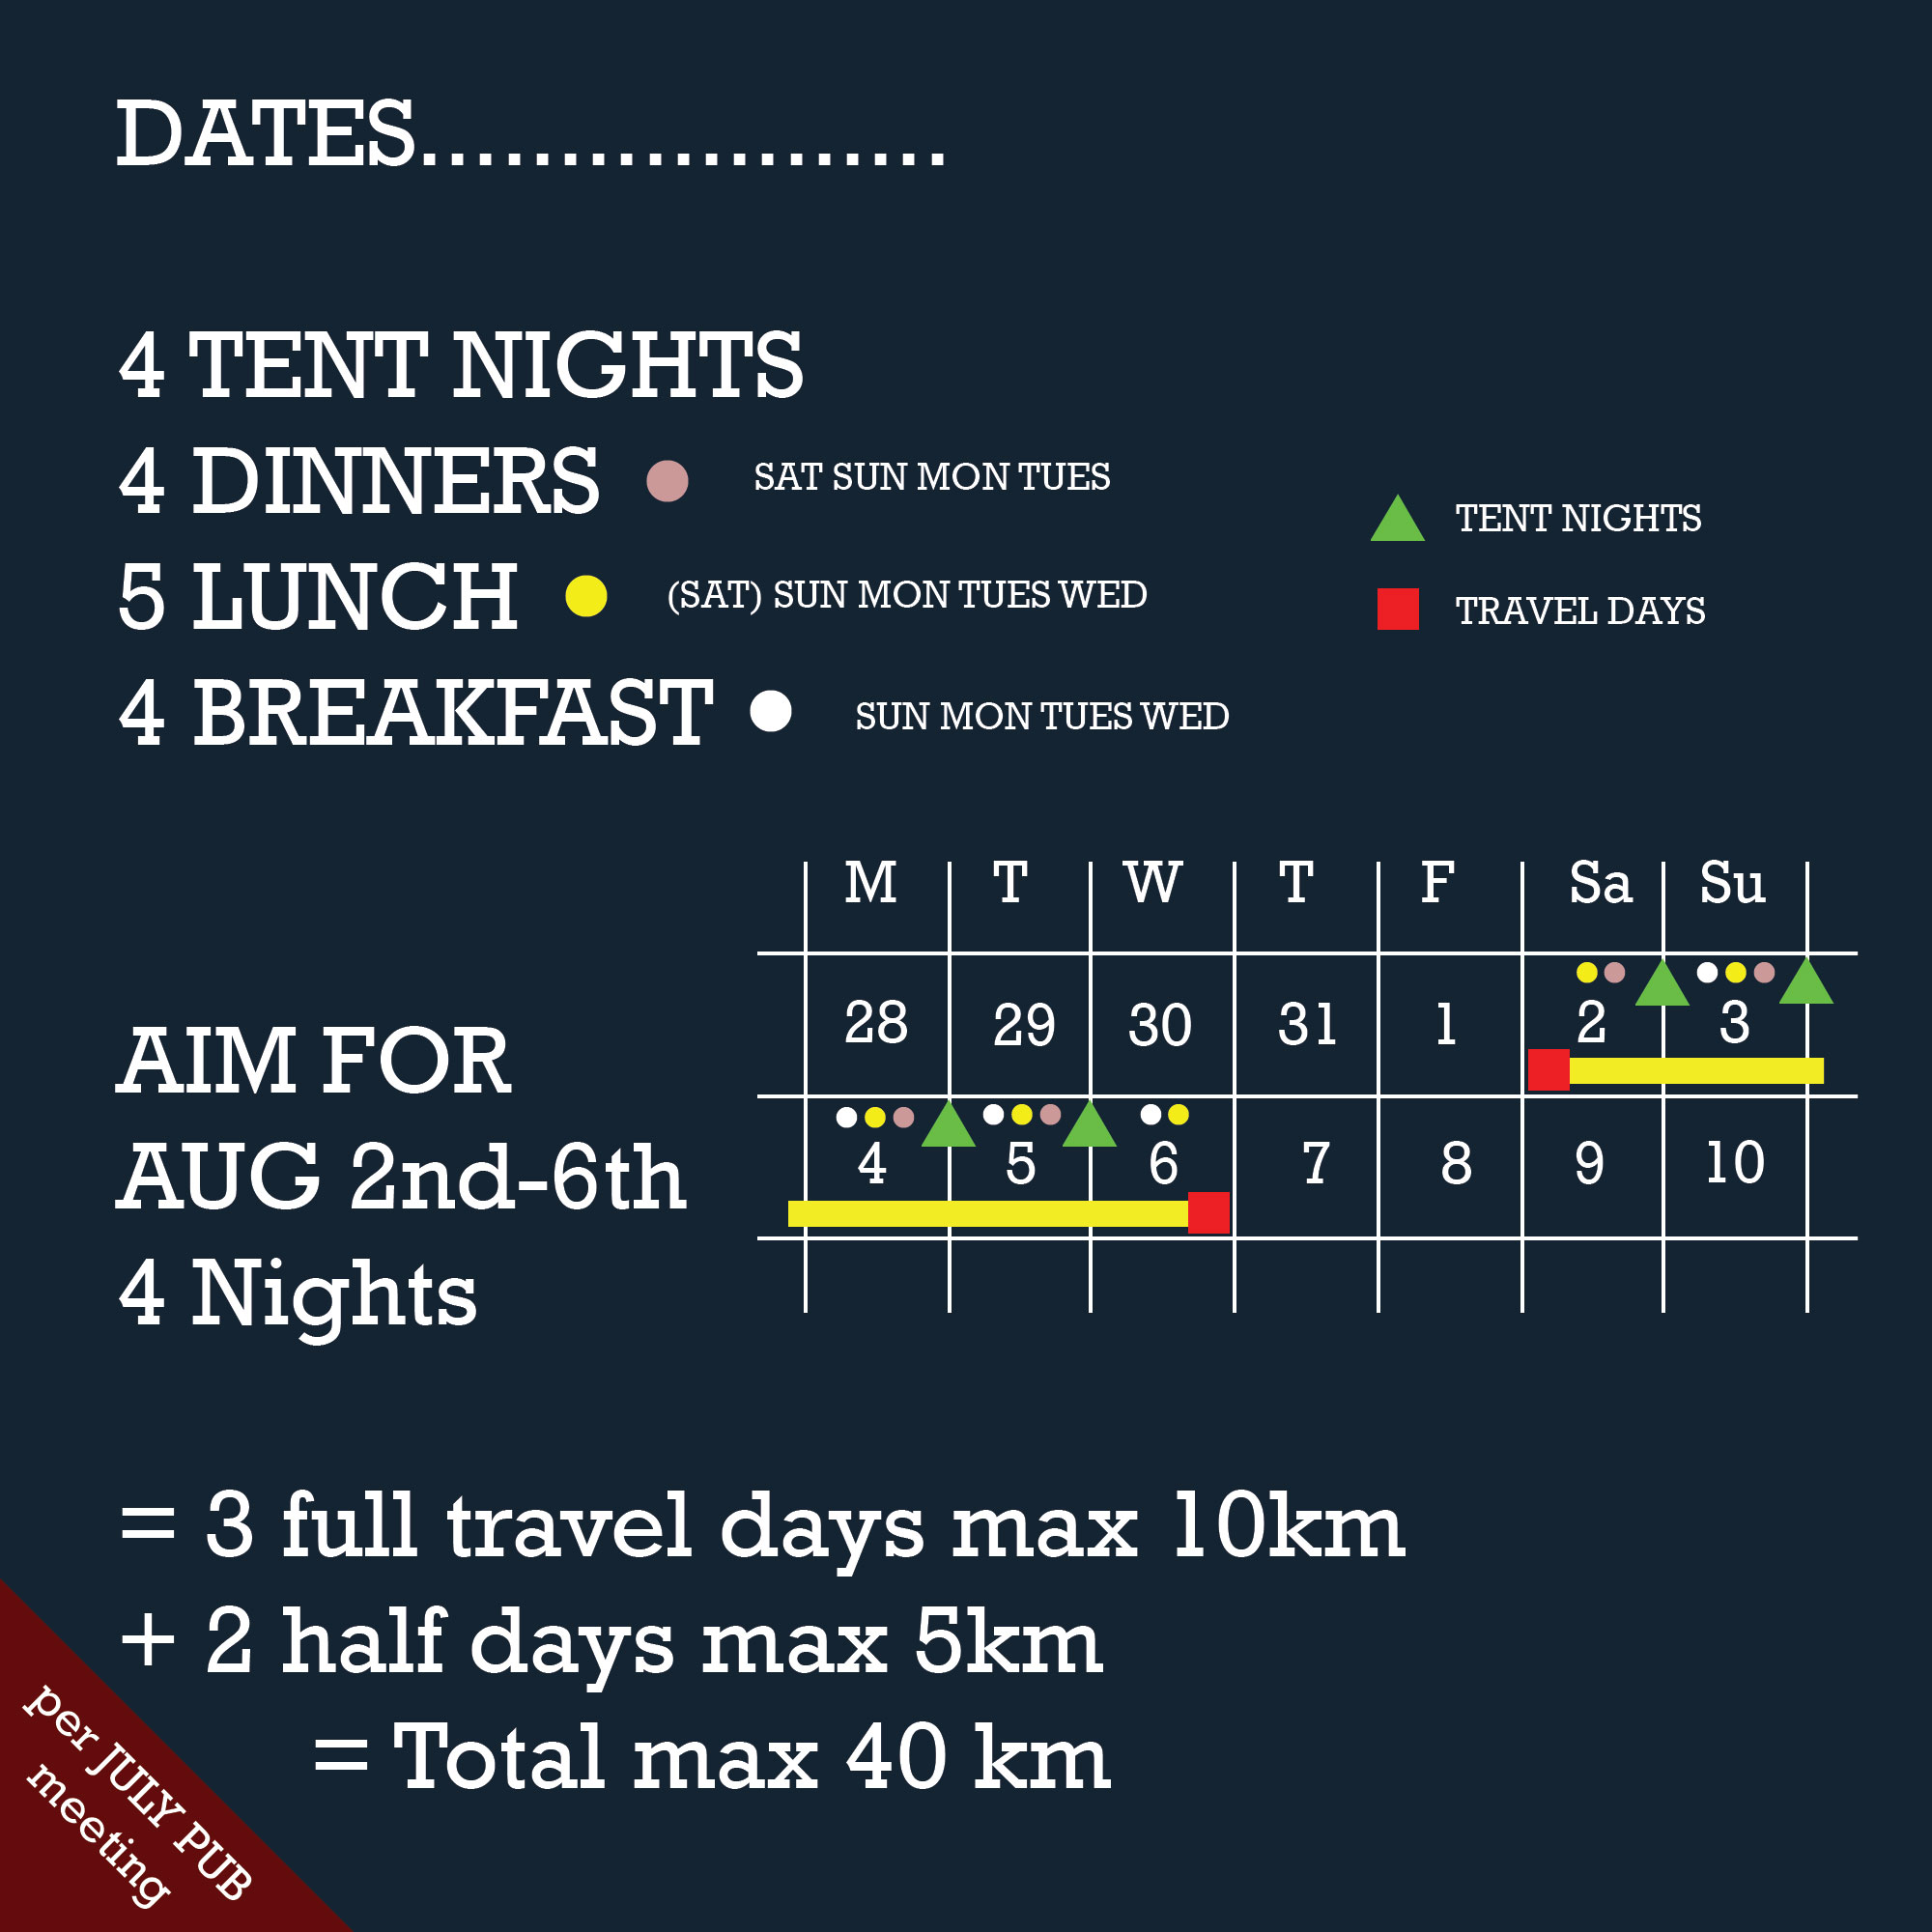 DATES...................
4 TENT NIGHTS
4 DINNERS SAT SUN MON TUES
5 LUNCH (SAT) SUN MON TUES WED
4 BREAKFAST SUN MON TUES WED
TENT NIGHTS
TRAVEL DAYS
AIM FOR
AUG 2nd-6th
4 Nights
M T W T F Sa Su
28 29 30 31 1 2 3
4 5 6 7 8 9 10
= 3 full travel days max 10km
+ 2 half days max 5km
= Total max 40 km
per JULY PUB
meeting